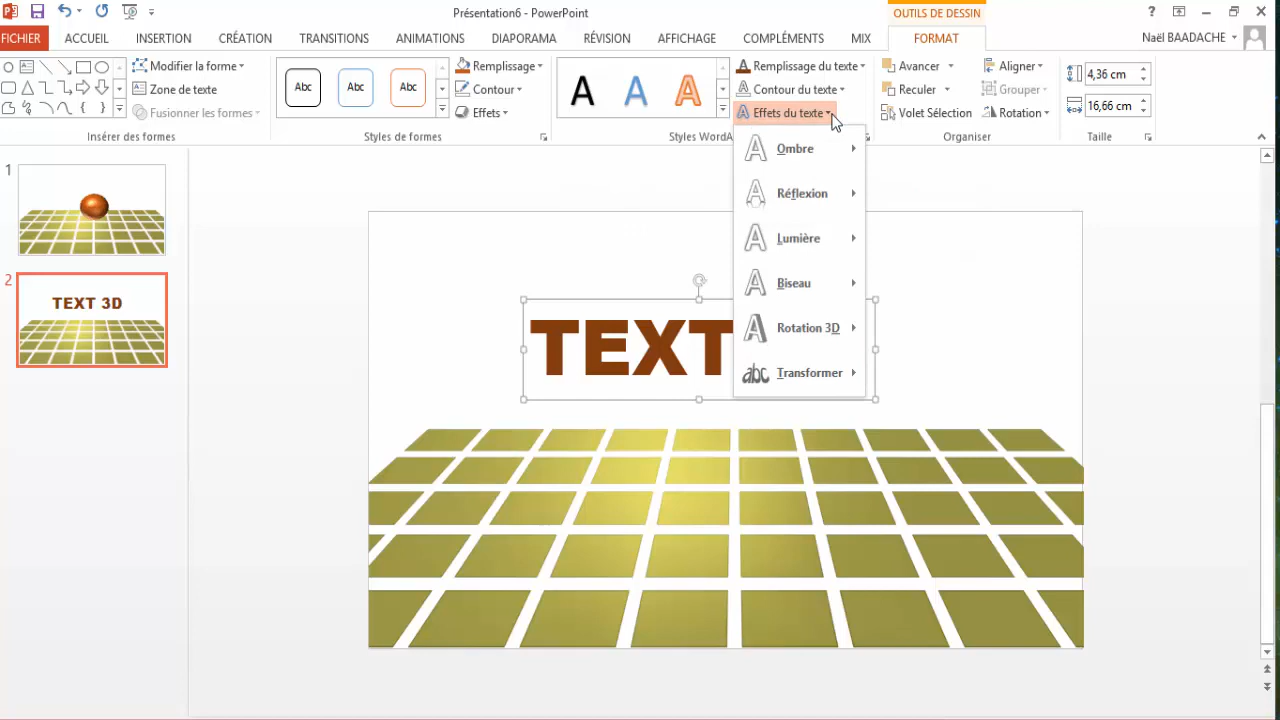 Présentation6 - PowerPoint
OUTILS DE DESSIN
?
FICHIER ACCUEIL INSERTION CRÉATION TRANSITIONS ANIMATIONS DIAPORAMA RÉVISION AFFICHAGE COMPLÉMENTS MIX FORMAT Naël BAADACHE
Modifier la forme
Zone de texte
Fusionner les formes
Insérer des formes
Abc Abc Abc
Remplissage
Contour
Effets
Styles de formes
A A A
Remplissage du texte
Contour du texte
Effets du texte
Styles WordA
Avancer
Reculer
Volet Sélection
Aligner
Grouper
Rotation
Organiser
4,36 cm
16,66 cm
Taille
Ombre
Réflexion
Lumière
Biseau
Rotation 3D
abc Transformer
1
2
TEXT 3D
TEXT